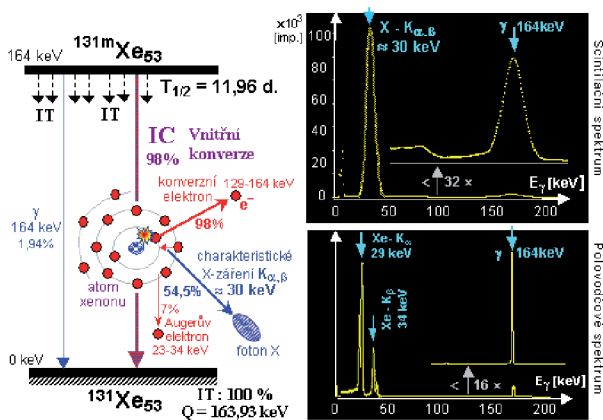 131mXe53
164 keV
IT
IT
T1/2 = 11,96 d.
IC Vnitřní
98% konverze
konverzní
elektron
129-164 keV
e-
98%
γ
164 keV
1,94%
charakteristické
X-záření Kα,β
≈ 30 keV
atom
xenonu
54,5%
7%
Augerův
elektron
23-34 keV
foton X
0 keV
131Xe53
IT : 100 %
Q = 163,93 keV
x10³
[imp.]
X - Kα,β
≈ 30 keV
γ 164keV
100
80
60
40
20
0
< 32 ×
Eγ [keV]
0
50
100
150
200
Scintilační spektrum
Xe- Kα
29 keV
Xe - Kβ
34 keV
γ 164keV
< 16 ×
Eγ [keV]
0
50
100
150
200
Polovodičové spektrum